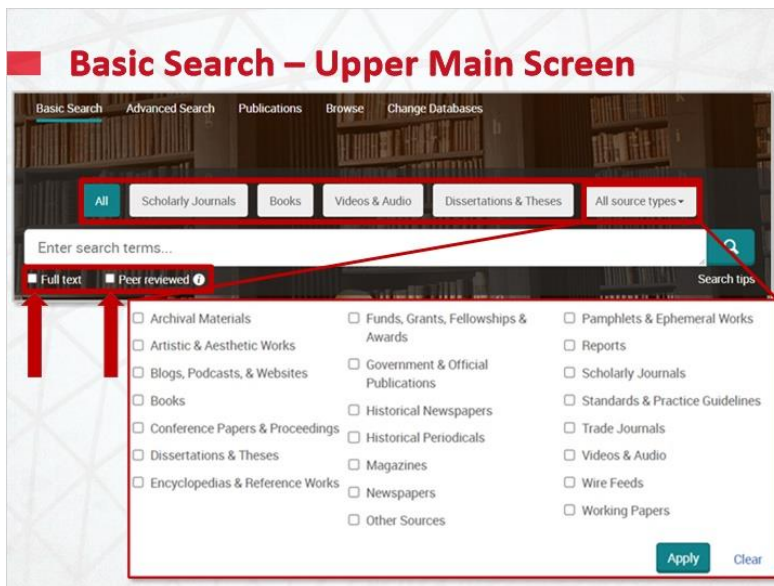 Basic Search – Upper Main Screen
Basic Search Advanced Search Publications Browse Change Databases
All Scholarly Journals Books Videos & Audio Dissertations & Theses All source types
Enter search terms...
Full text Peer reviewed Search tips
Archival Materials
Artistic & Aesthetic Works
Blogs, Podcasts, & Websites
Books
Conference Papers & Proceedings
Dissertations & Theses
Encyclopedias & Reference Works
Funds, Grants, Fellowships &
Awards
Government & Official
Publications
Historical Newspapers
Historical Periodicals
Magazines
Newspapers
Other Sources
Pamphlets & Ephemeral Works
Reports
Scholarly Journals
Standards & Practice Guidelines
Trade Journals
Videos & Audio
Wire Feeds
Working Papers
Apply Clear